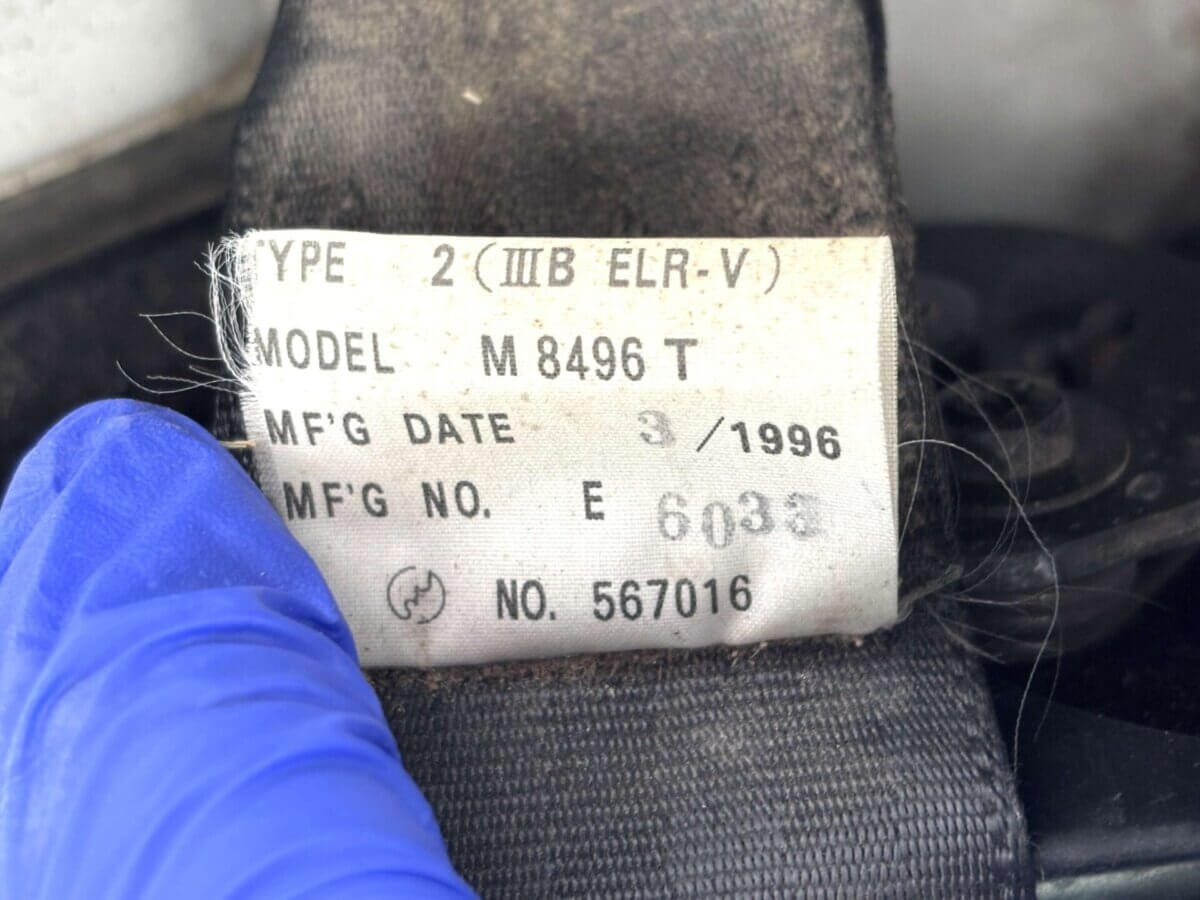 TYPE 2 (IIIB ELR-V)
MODEL M 8496 T
MF'G DATE 3 /1996
MF'G NO. E 6033
NO. 567016